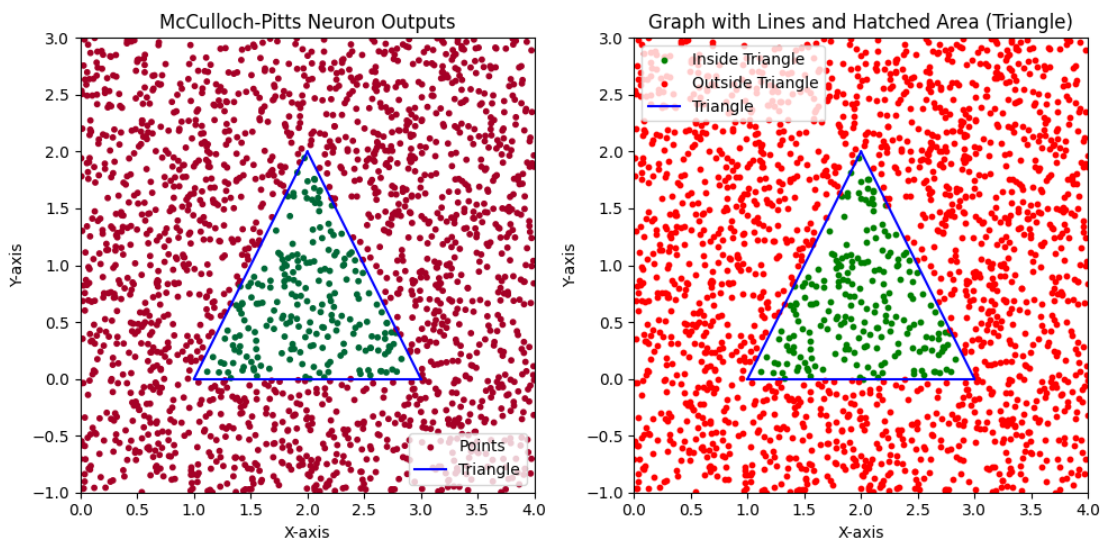 McCulloch-Pitts Neuron Outputs
3.0
2.5
2.0
1.5
1.0
0.5
0.0
−0.5
−1.0
Y-axis
0.0 0.5 1.0 1.5 2.0 2.5 3.0 3.5 4.0
X-axis
Points
Triangle
Graph with Lines and Hatched Area (Triangle)
Inside Triangle
Outside Triangle
Triangle
3.0
2.5
2.0
1.5
1.0
0.5
0.0
−0.5
−1.0
Y-axis
0.0 0.5 1.0 1.5 2.0 2.5 3.0 3.5 4.0
X-axis